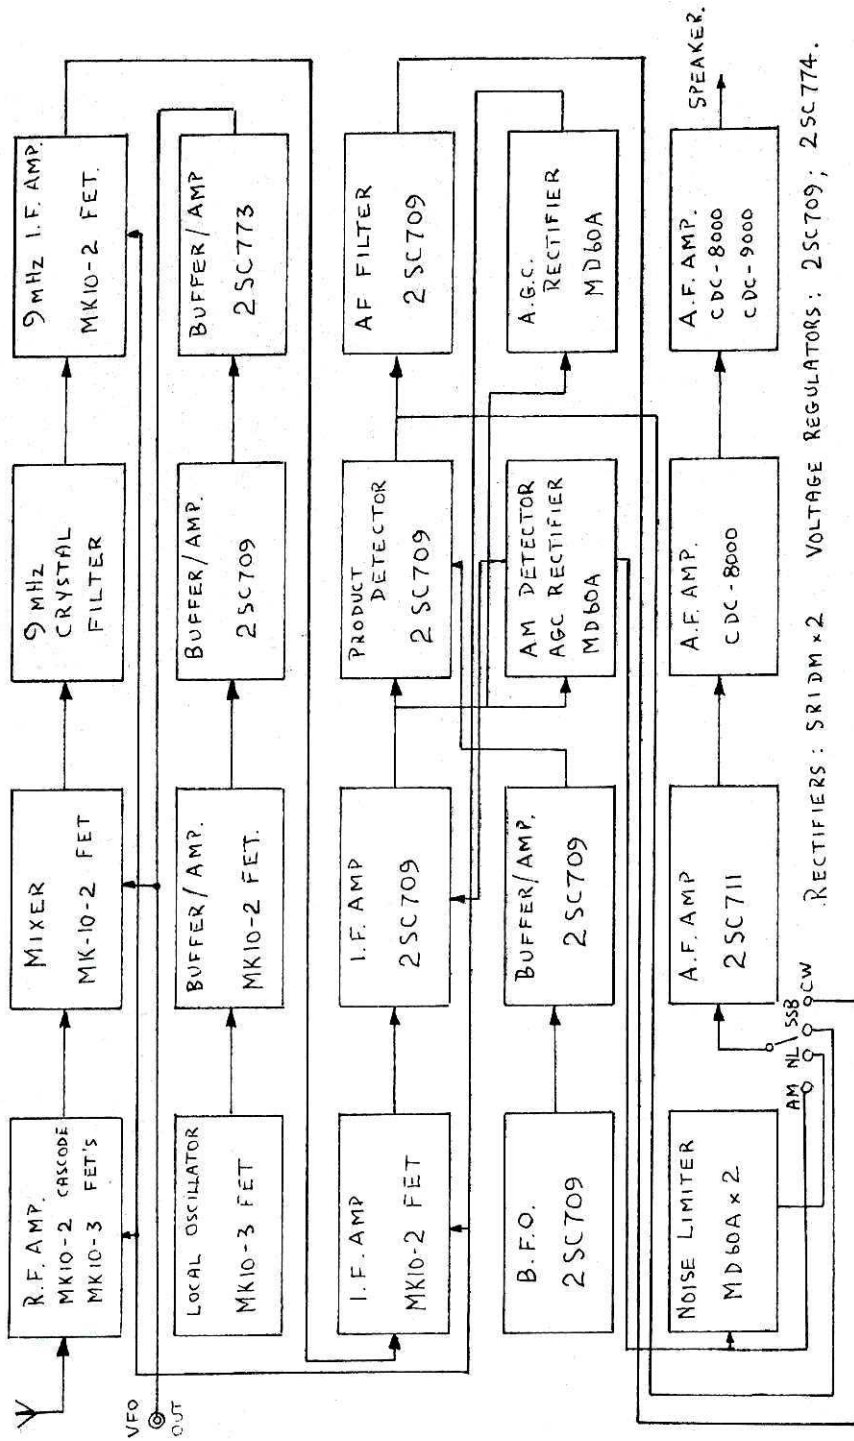 R.F. AMP.
MK10-2 CASCODE
MK10-3 FET'S
MIXER
MK-10-2 FET
9MHz
CRYSTAL
FILTER
9MHz I.F. AMP.
MK10-2 FET.
VFO
OUT
LOCAL OSCILLATOR
MK10-3 FET
BUFFER/AMP.
MK10-2 FET.
BUFFER/AMP.
2SC709
BUFFER/AMP
2SC773
I.F. AMP
MK10-2 FET
I.F. AMP
2SC709
PRODUCT
DETECTOR
2SC709
AF FILTER
2SC709
B.F.O.
2SC709
BUFFER/AMP.
2SC709
AM DETECTOR
AGC RECTIFIER
MD60A
A.G.C.
RECTIFIER
MD60A
NOISE LIMITER
MD60A x 2
AM NL SSB CW
A.F. AMP
2SC711
A.F. AMP.
CDC-8000
A.F. AMP.
CDC-8000
CDC-9000
SPEAKER.
RECTIFIERS: SR1DM x 2 VOLTAGE REGULATORS: 2SC709; 2SC774.